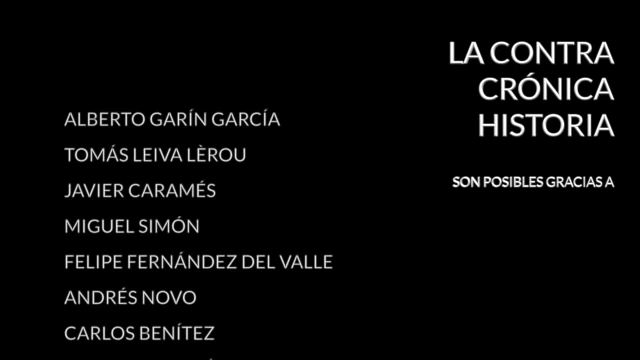 LA CONTRA
CRÓNICA
HISTORIA
SON POSIBLES GRACIAS A
ALBERTO GARÍN GARCÍA
TOMÁS LEIVA LÈROU
JAVIER CARAMÉS
MIGUEL SIMÓN
FELIPE FERNÁNDEZ DEL VALLE
ANDRÉS NOVO
CARLOS BENÍTEZ